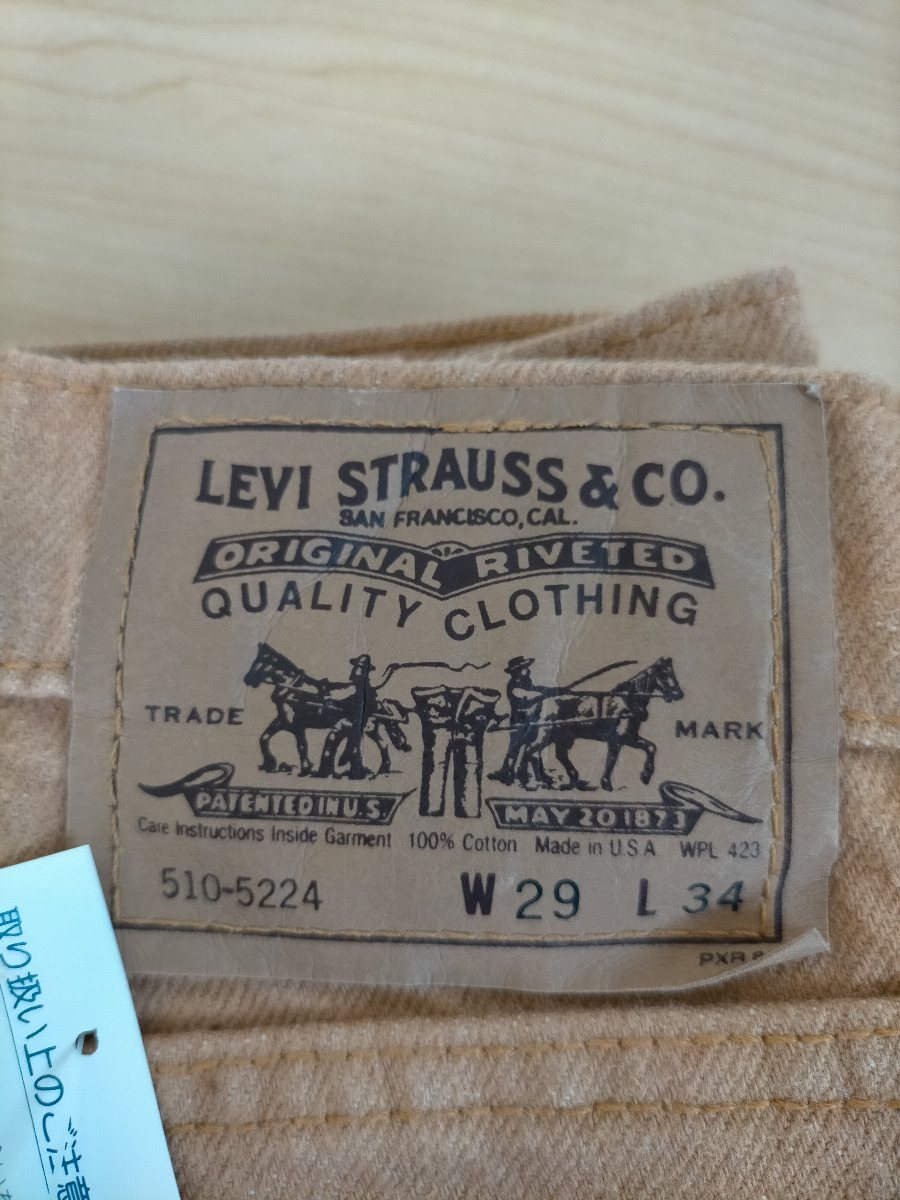 LEVI STRAUSS & CO.
SAN FRANCISCO, CAL.
ORIGINAL RIVETED
QUALITY CLOTHING
TRADE MARK
PATENTED IN U.S. MAY 20 1873
Care Instructions Inside Garment 100% Cotton Made in U.S.A. WPL 423
510-5224 W 29 L 34
PXR
取り扱い上のご注意